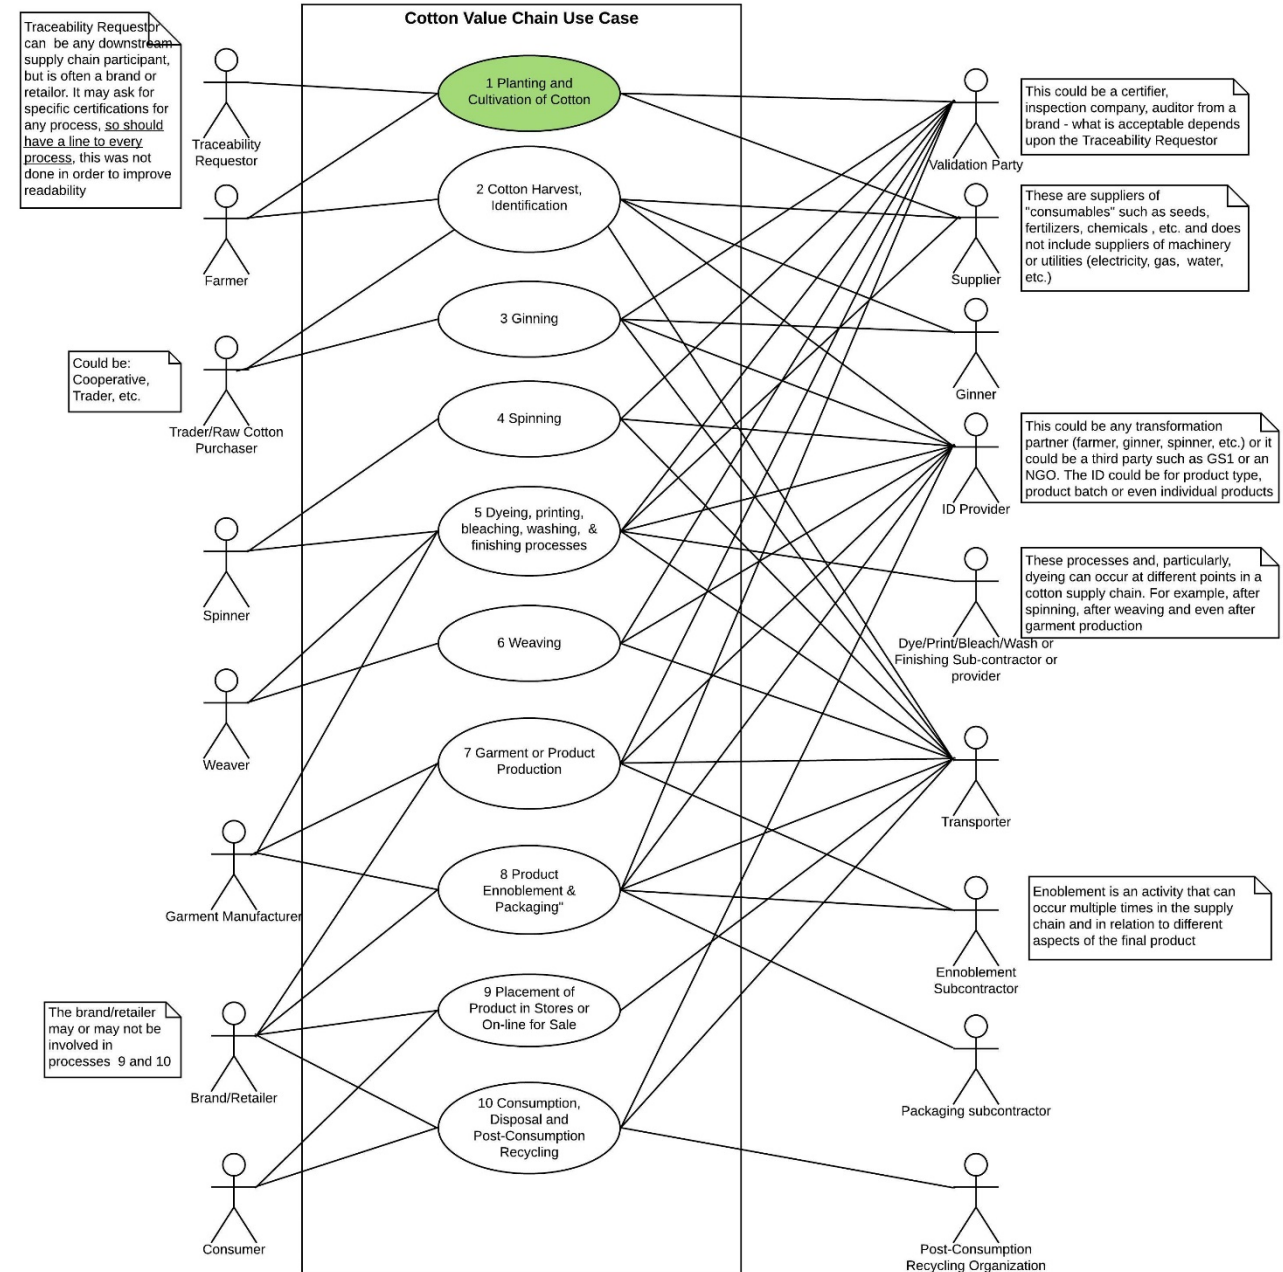 Cotton Value Chain Use Case
Traceability Requestor
can  be any downstream
supply chain participant,
but is often a brand or
retailor. It may ask for
specific certifications for
any process, so should
have a line to every
process, this was not
done in order to improve
readability
Traceability
Requestor
Farmer
Could be:
Cooperative,
Trader, etc.
Trader/Raw Cotton
Purchaser
Spinner
Weaver
Garment Manufacturer
The brand/retailer
may or may not be
involved in
processes  9 and 10
Brand/Retailer
Consumer
1 Planting and
Cultivation of Cotton
2 Cotton Harvest,
Identification
3 Ginning
4 Spinning
5 Dyeing, printing,
bleaching, washing,  &
finishing processes
6 Weaving
7 Garment or Product
Production
8 Product
Ennoblement &
Packaging"
9 Placement of
Product in Stores or
On-line for Sale
10 Consumption,
Disposal and
Post-Consumption
Recycling
Validation Party
This could be a certifier,
inspection company, auditor from a
brand - what is acceptable depends
upon the Traceability Requestor
Supplier
These are suppliers of
"consumables" such as seeds,
fertilizers, chemicals , etc. and does
not include suppliers of machinery
or utilities (electricity, gas,  water,
etc.)
Ginner
ID Provider
This could be any transformation
partner (farmer, ginner, spinner, etc.) or it
could be a third party such as GS1 or an
NGO. The ID could be for product type,
product batch or even individual products
Dye/Print/Bleach/Wash or
Finishing Sub-contractor or
provider
These processes and, particularly,
dyeing can occur at different points in a
cotton supply chain. For example, after
spinning, after weaving and even after
garment production
Transporter
Ennoblement
Subcontractor
Enoblement is an activity that can
occur multiple times in the supply
chain and in relation to different
aspects of the final product
Packaging subcontractor
Post-Consumption
Recycling Organization